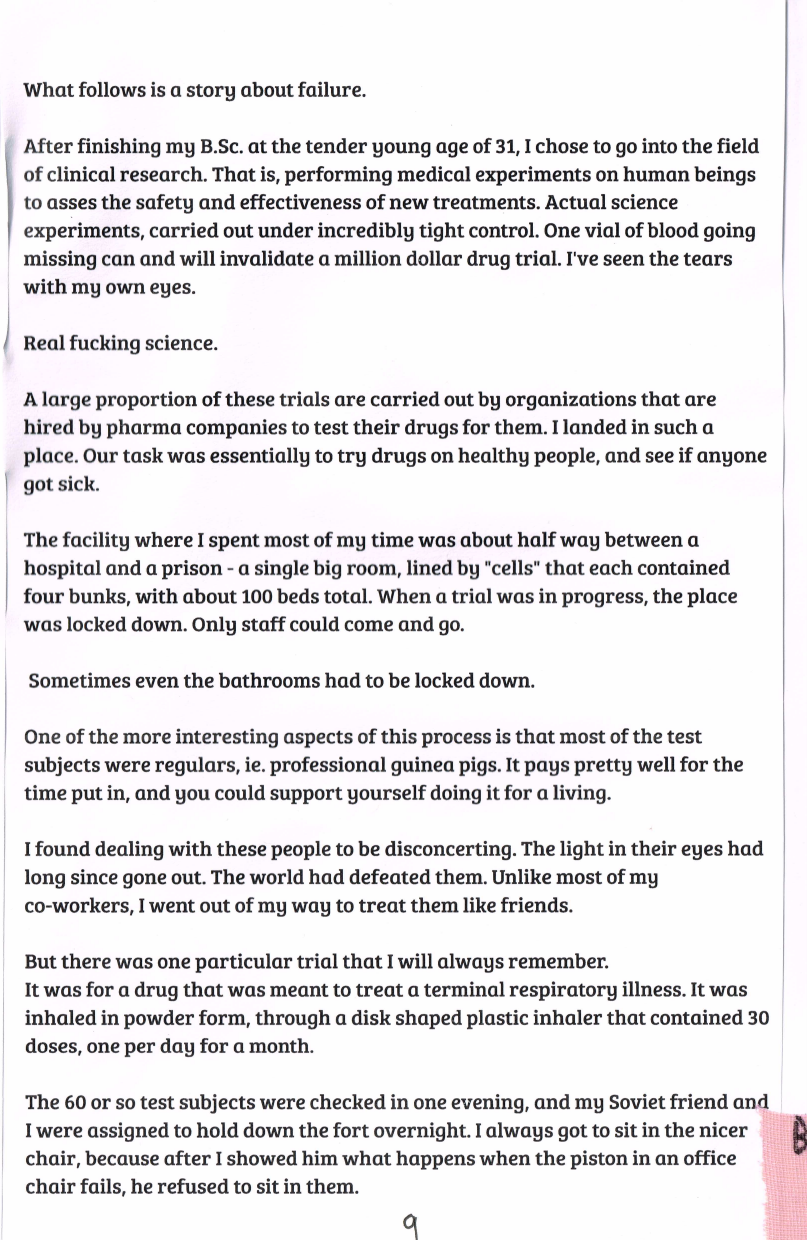 What follows is a story about failure.
After finishing my B.Sc. at the tender young age of 31, I chose to go into the field
of clinical research. That is, performing medical experiments on human beings
to asses the safety and effectiveness of new treatments. Actual science
experiments, carried out under incredibly tight control. One vial of blood going
missing can and will invalidate a million dollar drug trial. I've seen the tears
with my own eyes.
Real fucking science.
A large proportion of these trials are carried out by organizations that are
hired by pharma companies to test their drugs for them. I landed in such a
place. Our task was essentially to try drugs on healthy people, and see if anyone
got sick.
The facility where I spent most of my time was about half way between a
hospital and a prison - a single big room, lined by "cells" that each contained
four bunks, with about 100 beds total. When a trial was in progress, the place
was locked down. Only staff could come and go.
Sometimes even the bathrooms had to be locked down.
One of the more interesting aspects of this process is that most of the test
subjects were regulars, ie. professional guinea pigs. It pays pretty well for the
time put in, and you could support yourself doing it for a living.
I found dealing with these people to be disconcerting. The light in their eyes had
long since gone out. The world had defeated them. Unlike most of my
co-workers, I went out of my way to treat them like friends.
But there was one particular trial that I will always remember.
It was for a drug that was meant to treat a terminal respiratory illness. It was
inhaled in powder form, through a disk shaped plastic inhaler that contained 30
doses, one per day for a month.
The 60 or so test subjects were checked in one evening, and my Soviet friend and
I were assigned to hold down the fort overnight. I always got to sit in the nicer
chair, because after I showed him what happens when the piston in an office
chair fails, he refused to sit in them.
9
B